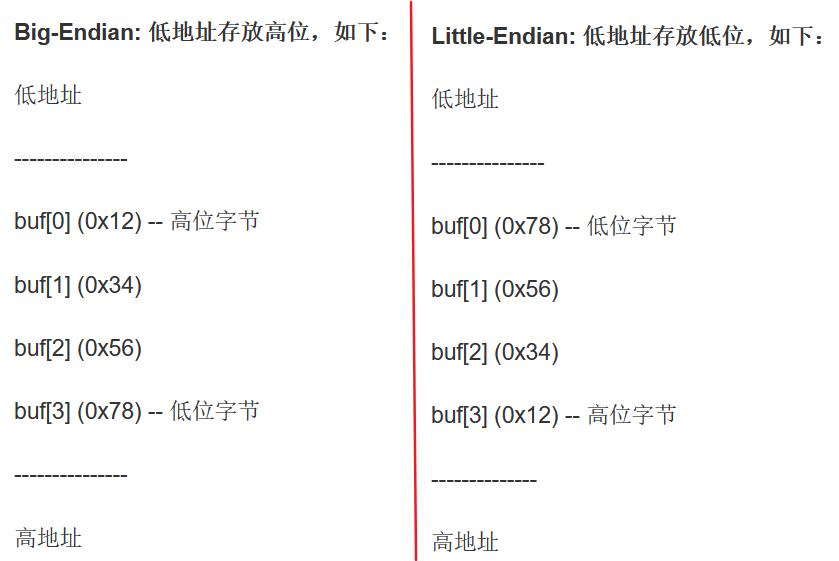 Big-Endian: 低地址存放高位，如下：
低地址
---------------
buf[0] (0x12) -- 高位字节
buf[1] (0x34)
buf[2] (0x56)
buf[3] (0x78) -- 低位字节
---------------
高地址
Little-Endian: 低地址存放低位，如下：
低地址
---------------
buf[0] (0x78) -- 低位字节
buf[1] (0x56)
buf[2] (0x34)
buf[3] (0x12) -- 高位字节
--------------
高地址